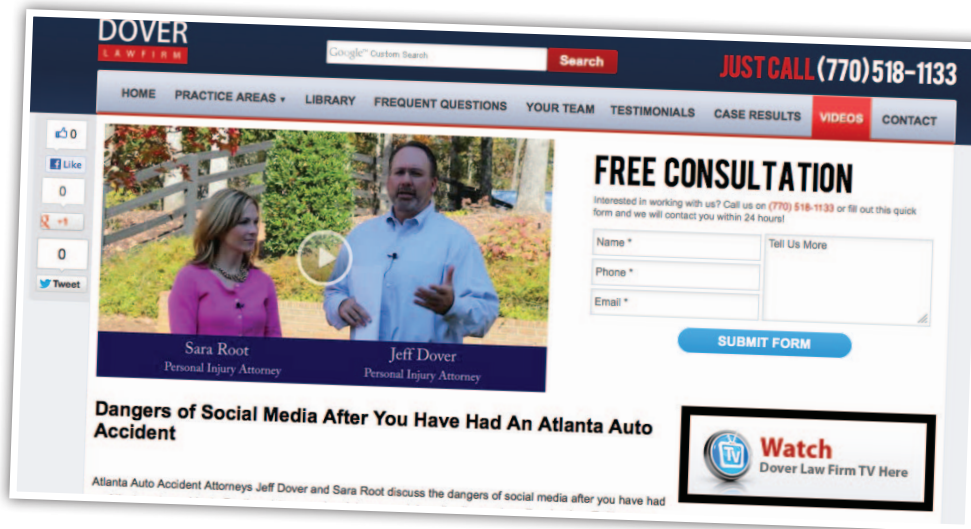 DOVER
LAWFIRM
Google™ Custom Search
Search
JUST CALL (770) 518-1133
HOME
PRACTICE AREAS
LIBRARY
FREQUENT QUESTIONS
YOUR TEAM
TESTIMONIALS
CASE RESULTS
VIDEOS
CONTACT
0
Like
0
+1
0
Tweet
Sara Root
Personal Injury Attorney
Jeff Dover
Personal Injury Attorney
FREE CONSULTATION
Interested in working with us? Call us on (770) 518-1133 or fill out this quick
form and we will contact you within 24 hours!
Name *
Phone *
Email *
Tell Us More
SUBMIT FORM
Dangers of Social Media After You Have Had An Atlanta Auto
Accident
Atlanta Auto Accident Attorneys Jeff Dover and Sara Root discuss the dangers of social media after you have had
TV
Watch
Dover Law Firm TV Here